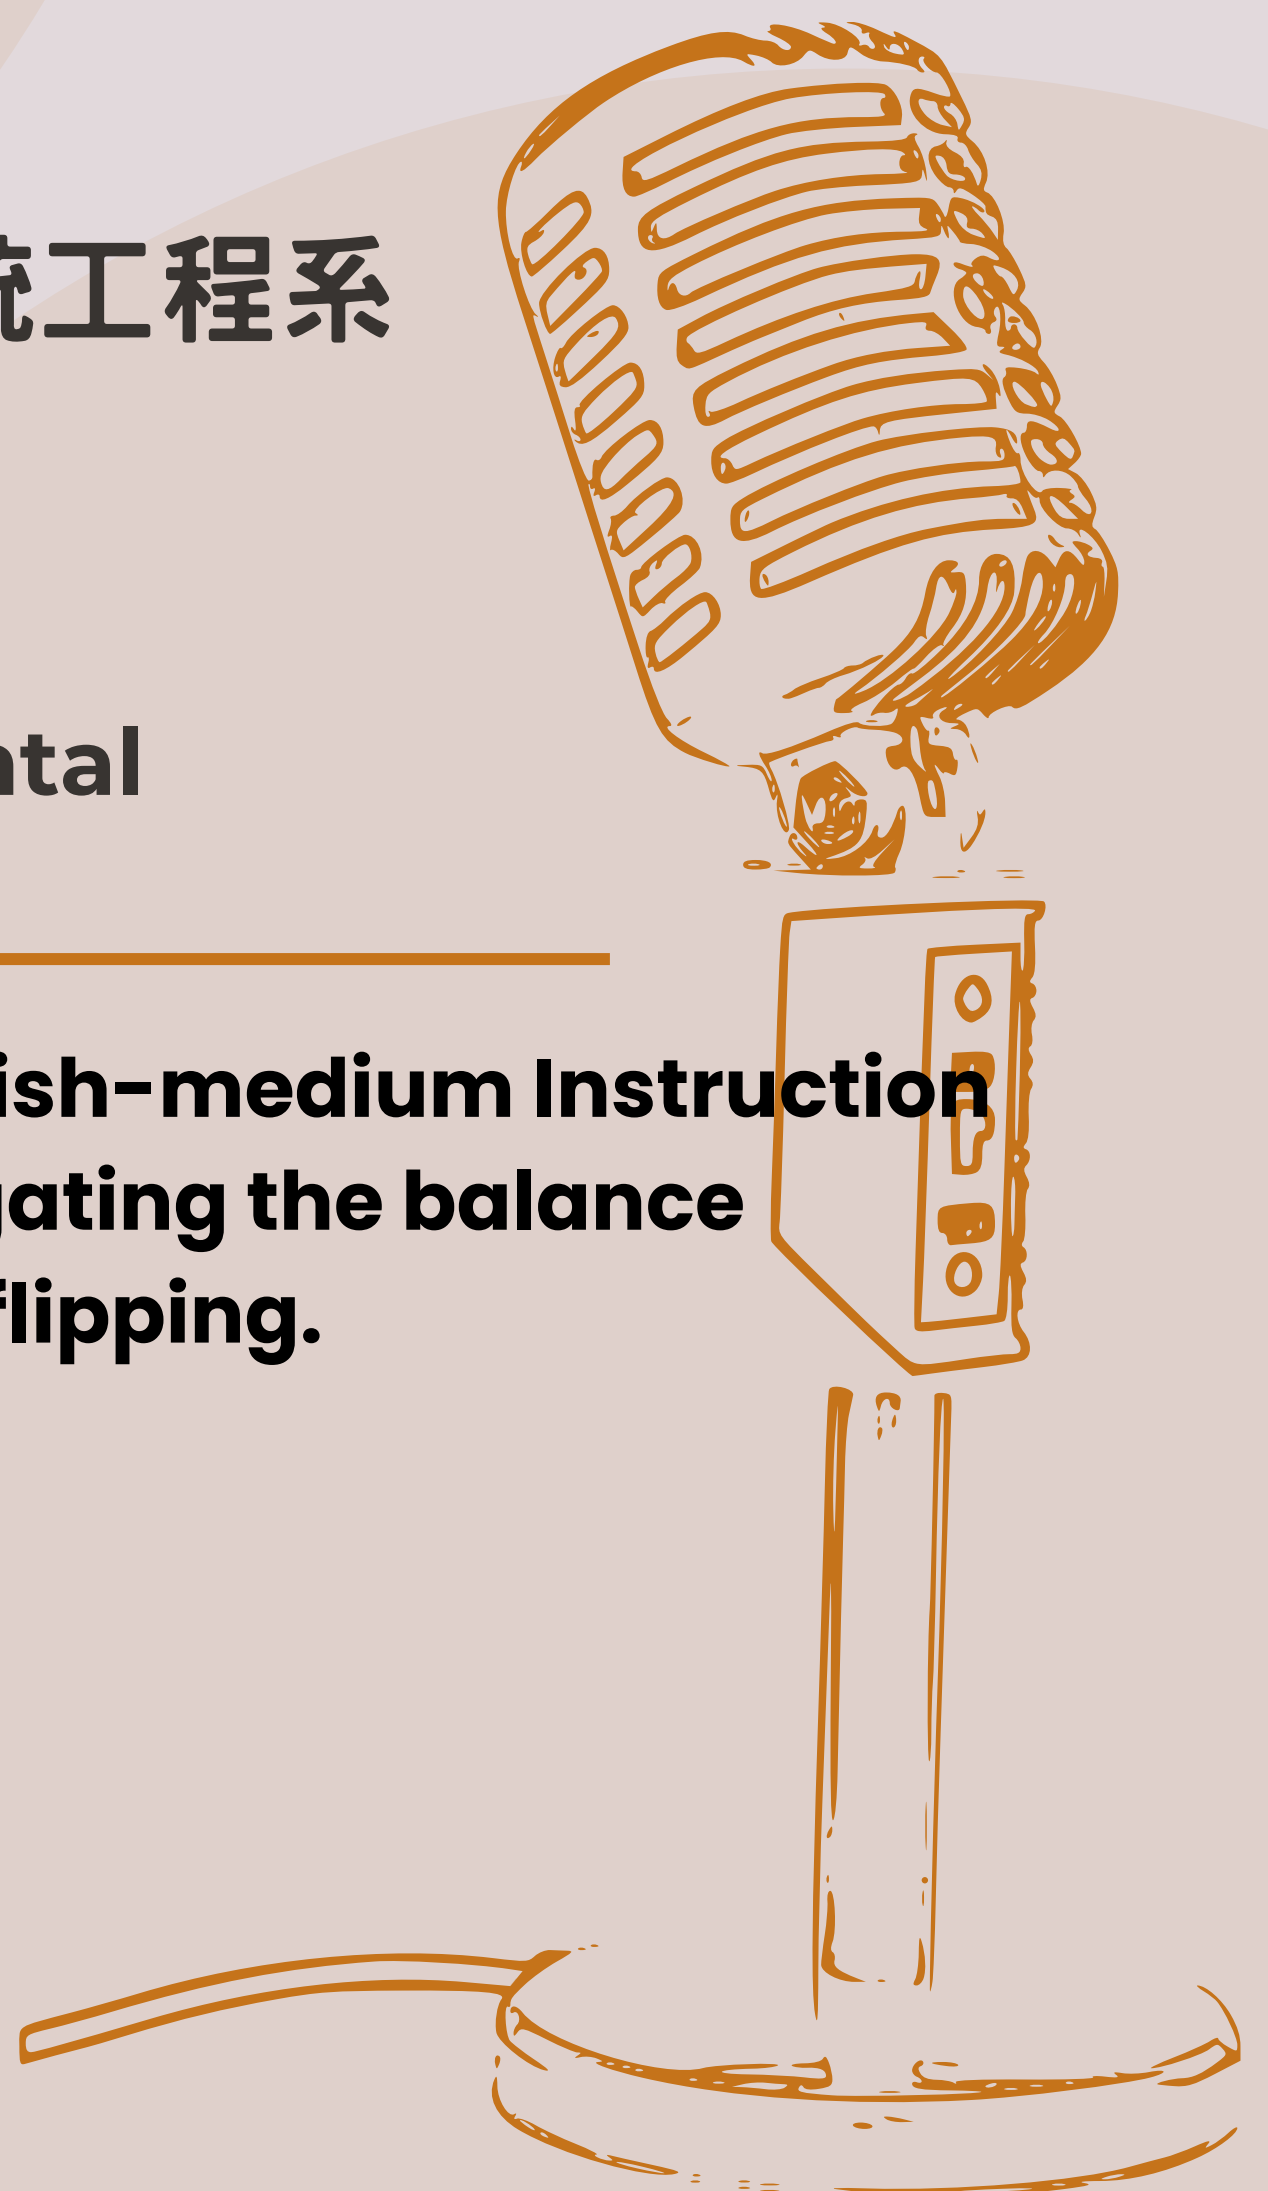 統工程系
ntal
ish-medium Instruction
gating the balance
flipping.